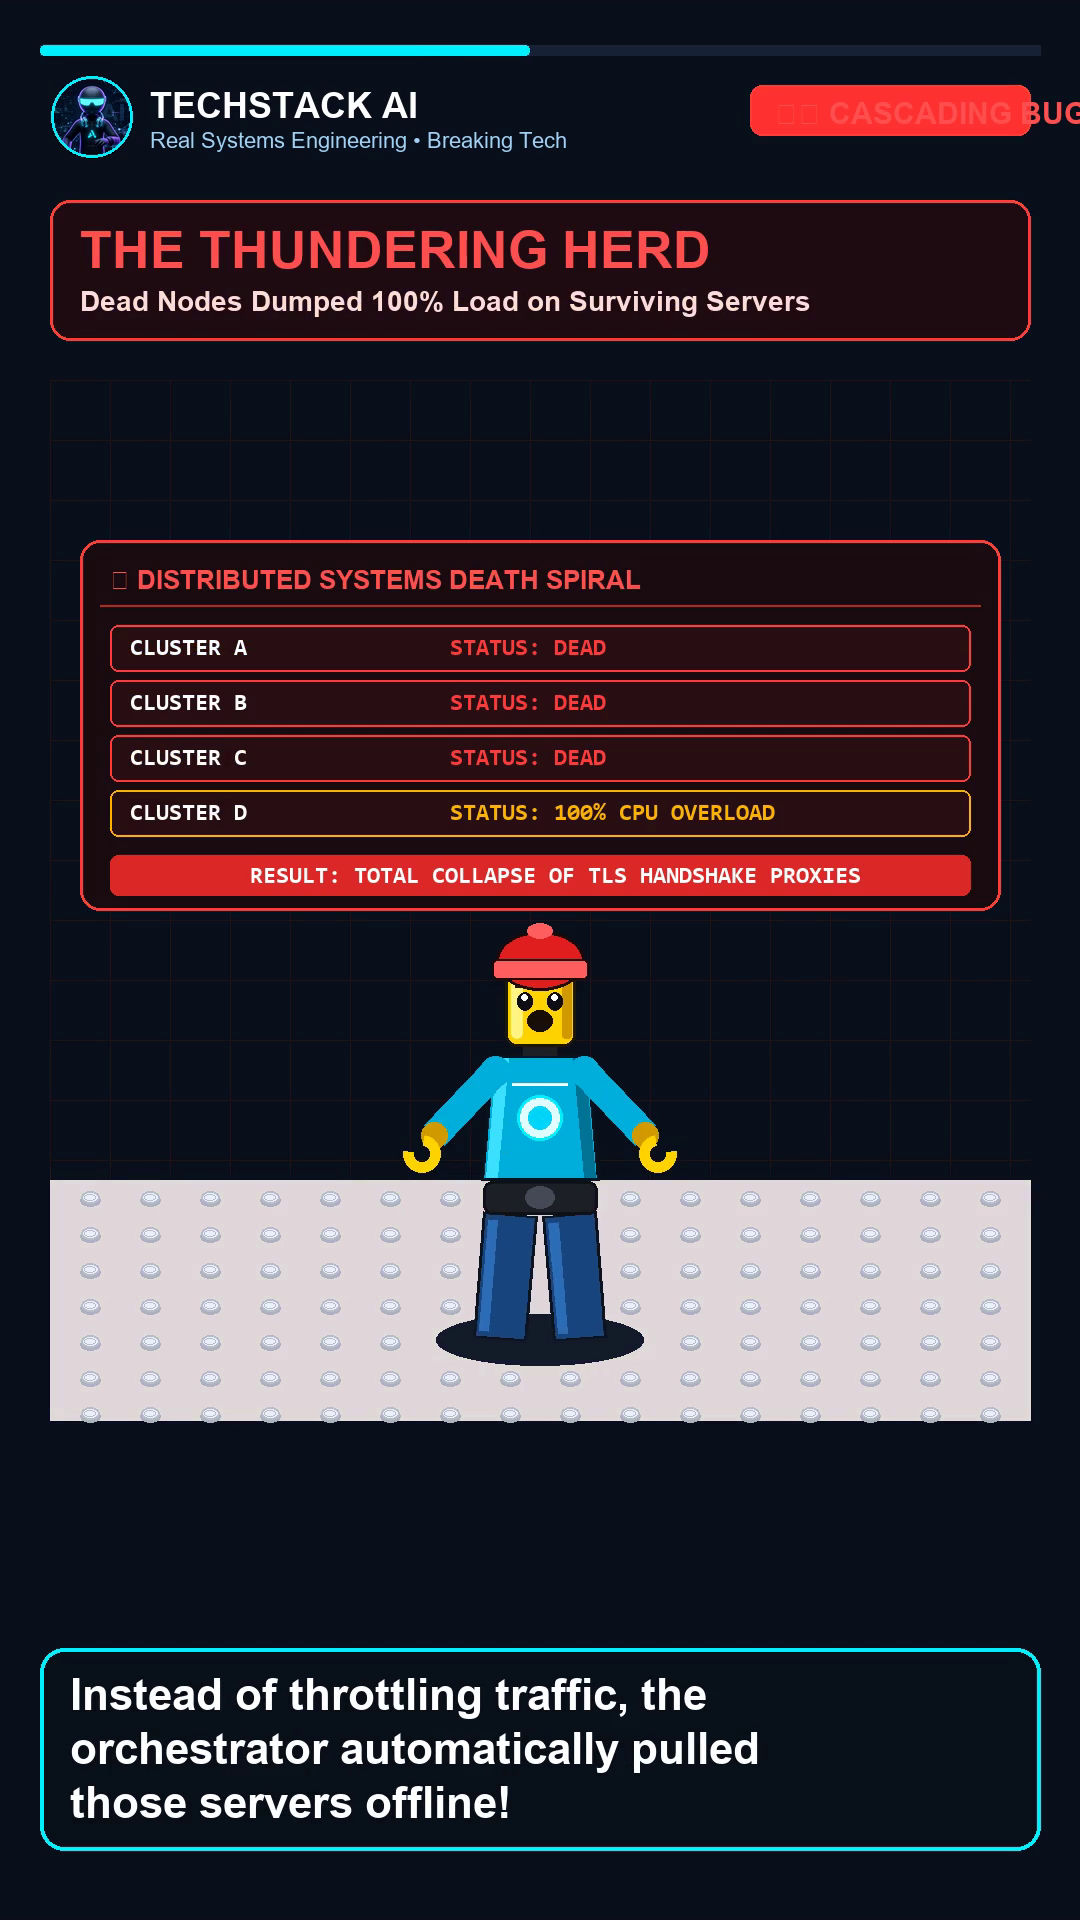 TECHSTACK AI
Real Systems Engineering • Breaking Tech
CASCADING BUG
THE THUNDERING HERD
Dead Nodes Dumped 100% Load on Surviving Servers
DISTRIBUTED SYSTEMS DEATH SPIRAL
CLUSTER A STATUS: DEAD
CLUSTER B STATUS: DEAD
CLUSTER C STATUS: DEAD
CLUSTER D STATUS: 100% CPU OVERLOAD
RESULT: TOTAL COLLAPSE OF TLS HANDSHAKE PROXIES
Instead of throttling traffic, the
orchestrator automatically pulled
those servers offline!